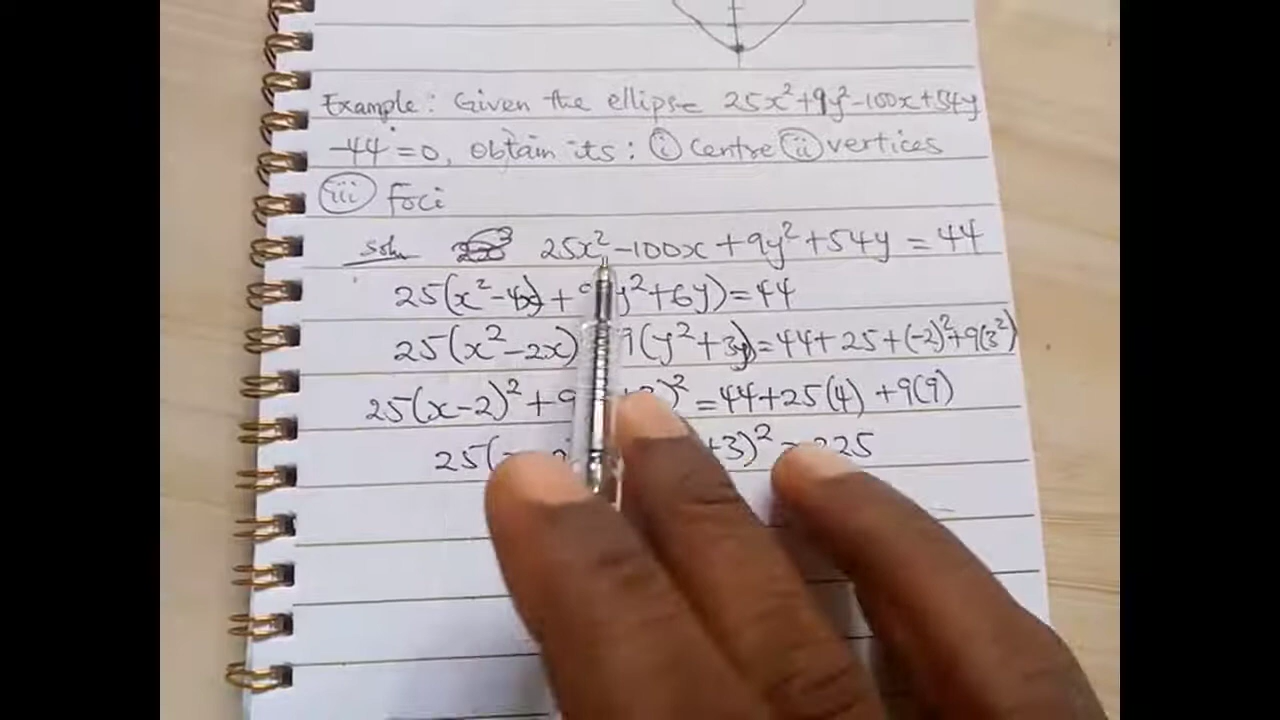 Example: Given the ellipse 25x²+9y²-100x+54y
-44=0, obtain its: (i) Centre (ii) vertices
(iii) Foci
Soln 25x²-100x+9y²+54y=44
25(x²-4x)+9(y²+6y)=44
25(x²-2x) 9(y²+3y)=44+25+(-2)²+9(3²)
25(x-2)²+9 +3)²=44+25(4)+9(9)
25( +3)² = 225